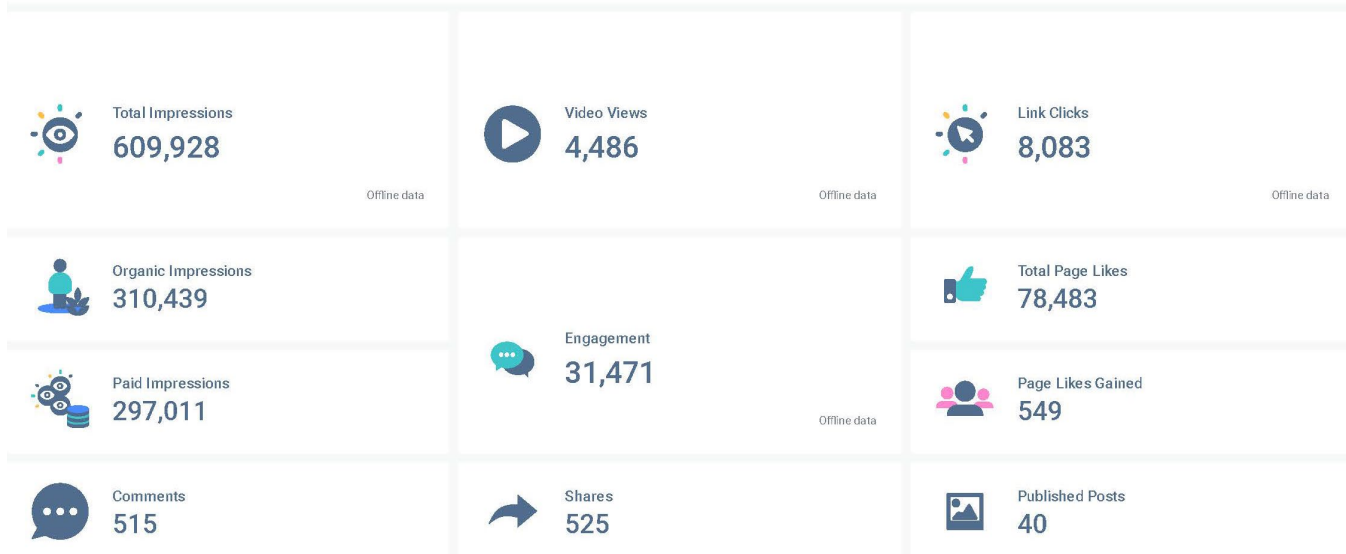 Total Impressions
609,928
Offline data
Video Views
4,486
Offline data
Link Clicks
8,083
Offline data
Organic Impressions
310,439
Engagement
31,471
Offline data
Total Page Likes
78,483
Paid Impressions
297,011
Page Likes Gained
549
Comments
515
Shares
525
Published Posts
40